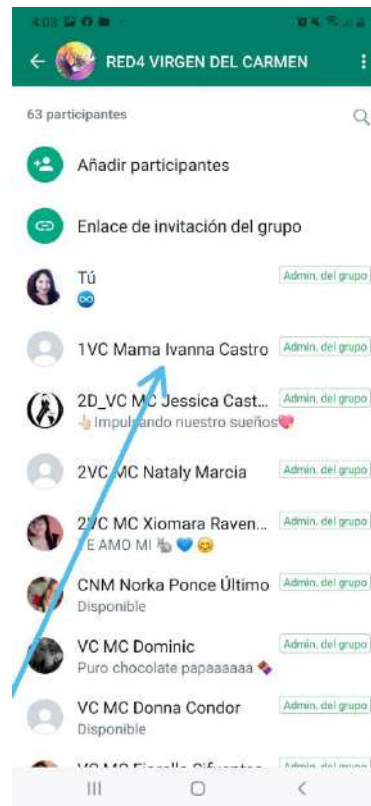 4:03
RED4 VIRGEN DEL CARMEN
63 participantes
Añadir participantes
Enlace de invitación del grupo
Tú
Admin. del grupo
1VC Mama Ivanna Castro
Admin. del grupo
2D_VC MC Jessica Cast...
Admin. del grupo
👆🏻Impulsando nuestro sueños💖
2VC MC Nataly Marcia
Admin. del grupo
2VC MC Xiomara Raven...
Admin. del grupo
TE AMO MI 🐿️💙😊
CNM Norka Ponce Último
Admin. del grupo
Disponible
VC MC Dominic
Admin. del grupo
Puro chocolate papaaaaaa 🍫
VC MC Donna Condor
Admin. del grupo
Disponible